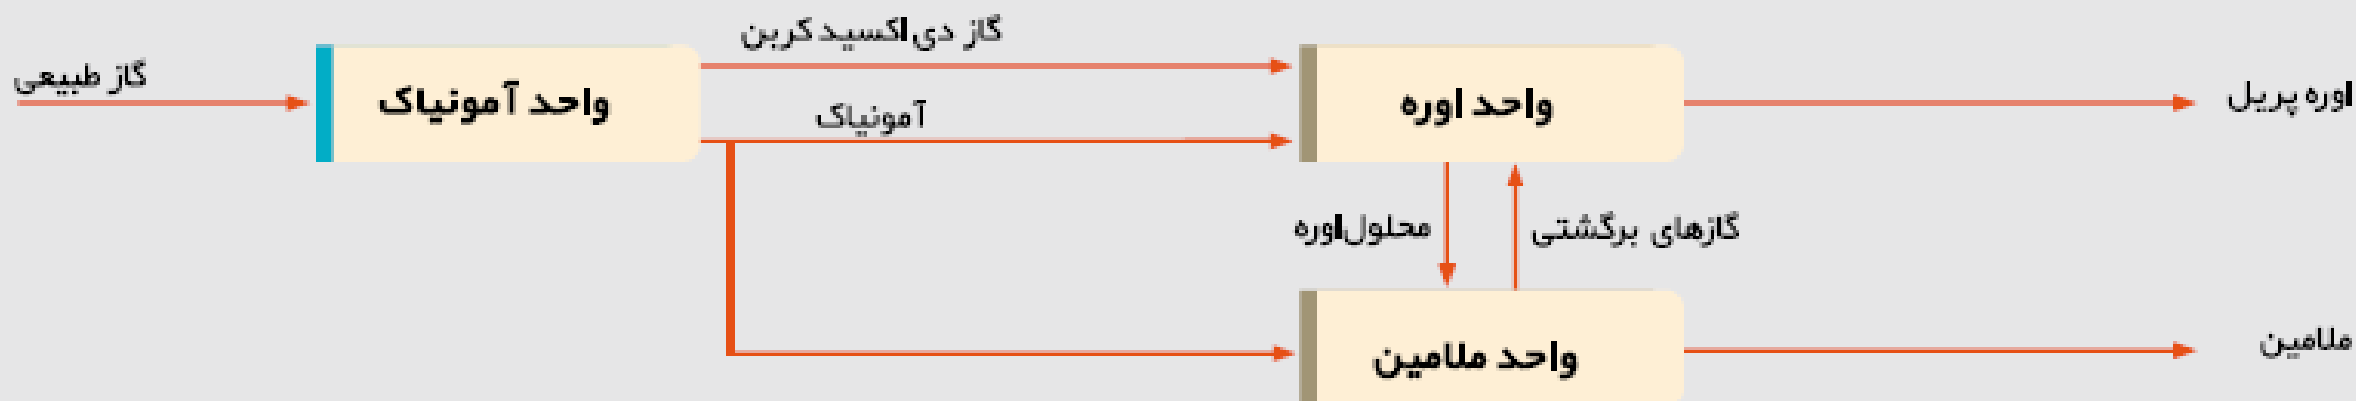 گاز طبیعی
واحد آمونیاک
گاز دی‌اکسید کربن
آمونیاک
واحد اوره
اوره پریل
محلول اوره
گازهای برگشتی
واحد ملامین
ملامین